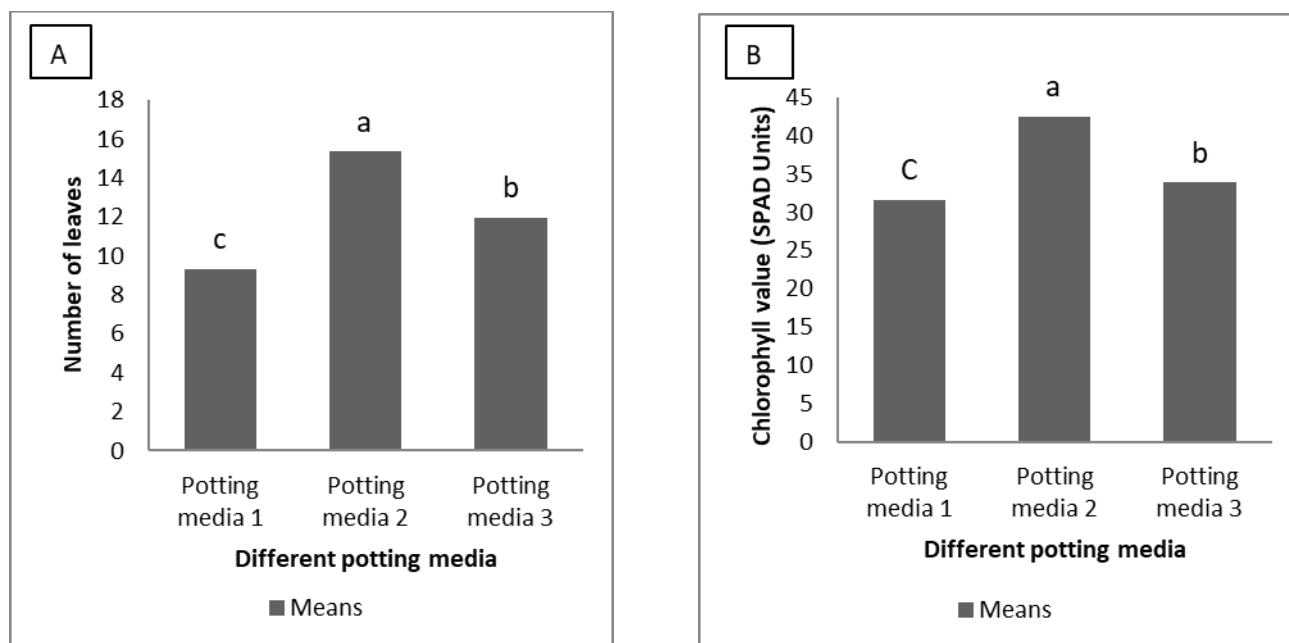 A
Number of leaves
18
16
14
12
10
8
6
4
2
0
c
a
b
Potting
media 1
Potting
media 2
Potting
media 3
Different potting media
Means
B
Chlorophyll value (SPAD Units)
45
40
35
30
25
20
15
10
5
0
C
a
b
Potting
media 1
Potting
media 2
Potting
media 3
Different potting media
Means